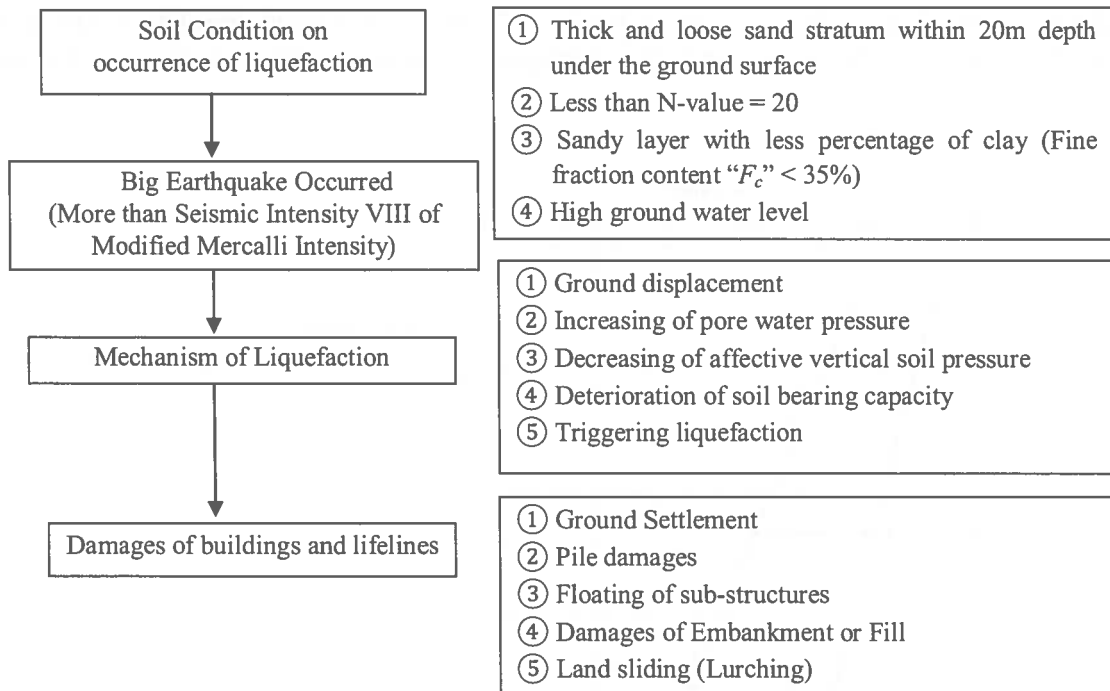 Soil Condition on
occurrence of liquefaction
① Thick and loose sand stratum within 20m depth
under the ground surface
② Less than N-value = 20
③ Sandy layer with less percentage of clay (Fine
fraction content “Fc” < 35%)
④ High ground water level
Big Earthquake Occurred
(More than Seismic Intensity VIII of
Modified Mercalli Intensity)
Mechanism of Liquefaction
① Ground displacement
② Increasing of pore water pressure
③ Decreasing of affective vertical soil pressure
④ Deterioration of soil bearing capacity
⑤ Triggering liquefaction
Damages of buildings and lifelines
① Ground Settlement
② Pile damages
③ Floating of sub-structures
④ Damages of Embankment or Fill
⑤ Land sliding (Lurching)